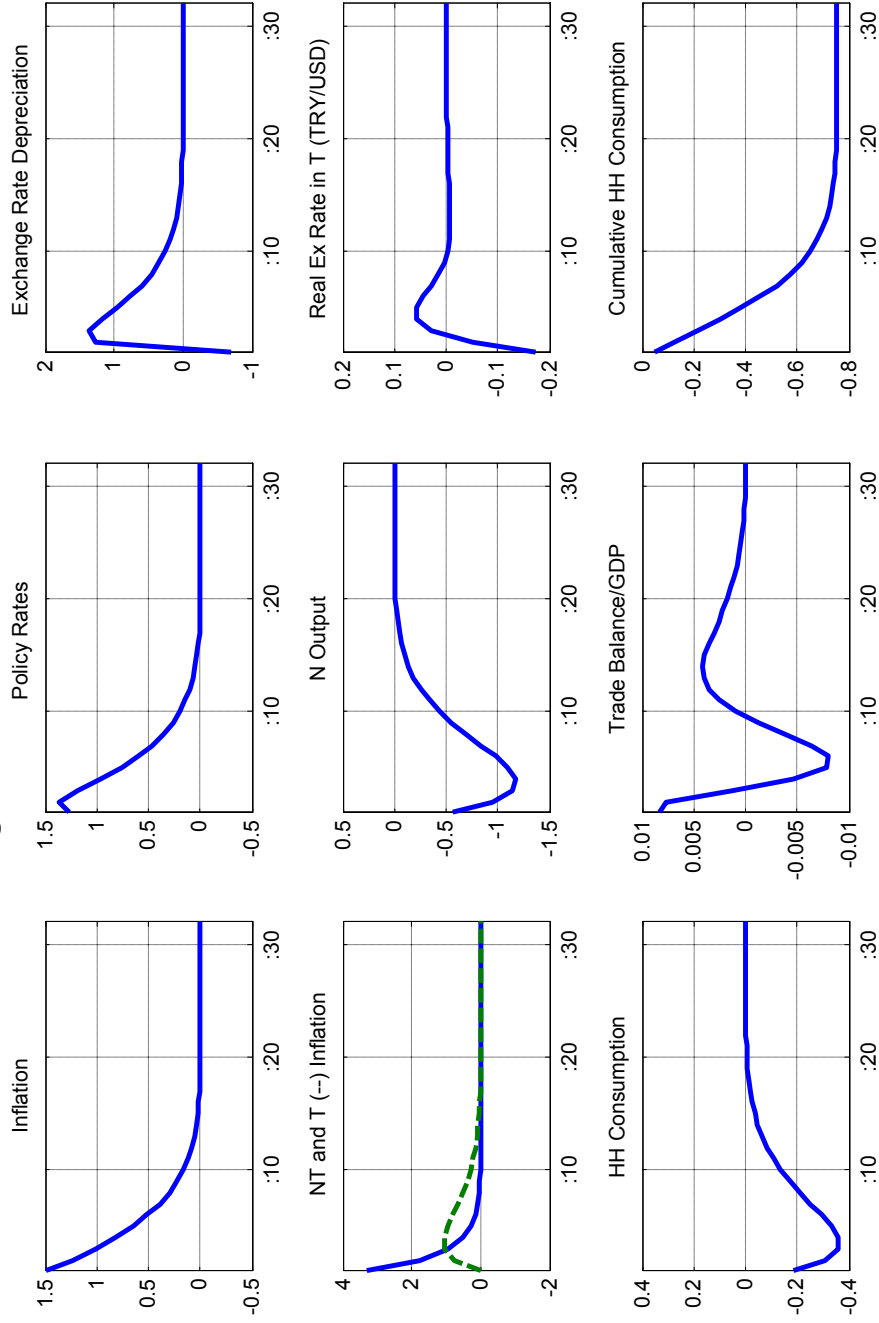 Inflation
1.5
1
0.5
0
-0.5
:10 :20 :30
Policy Rates
1.5
1
0.5
0
-0.5
:10 :20 :30
Exchange Rate Depreciation
2
1
0
-1
:10 :20 :30
NT and T (--) Inflation
4
2
0
-2
:10 :20 :30
N Output
0.5
0
-0.5
-1
-1.5
:10 :20 :30
Real Ex Rate in T (TRY/USD)
0.2
0.1
0
-0.1
-0.2
:10 :20 :30
HH Consumption
0.4
0.2
0
-0.2
-0.4
:10 :20 :30
Trade Balance/GDP
0.01
0.005
0
-0.005
-0.01
:10 :20 :30
Cumulative HH Consumption
0
-0.2
-0.4
-0.6
-0.8
:10 :20 :30